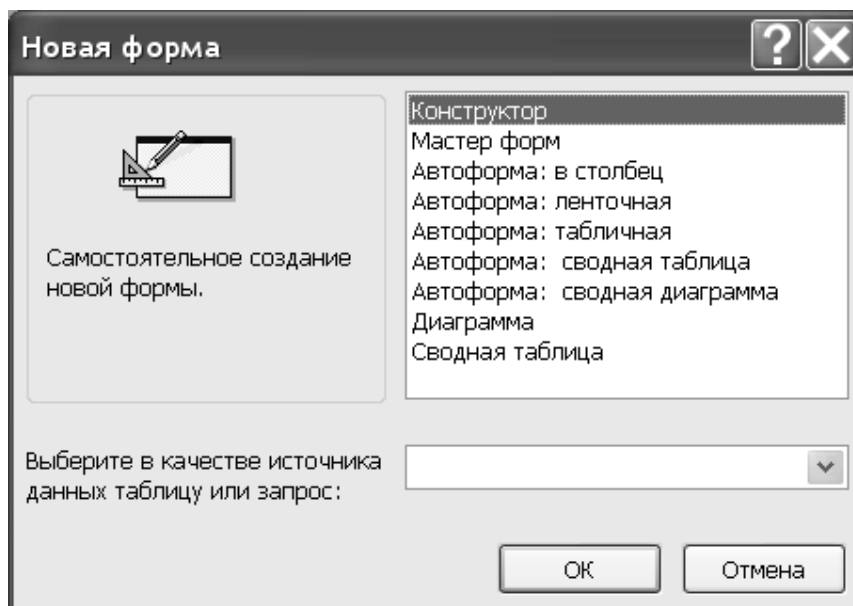 Новая форма
Конструктор
Мастер форм
Автоформа: в столбец
Автоформа: ленточная
Автоформа: табличная
Автоформа:  сводная таблица
Автоформа:  сводная диаграмма
Диаграмма
Сводная таблица
Самостоятельное создание
новой формы.
Выберите в качестве источника
данных таблицу или запрос:
ОК
Отмена